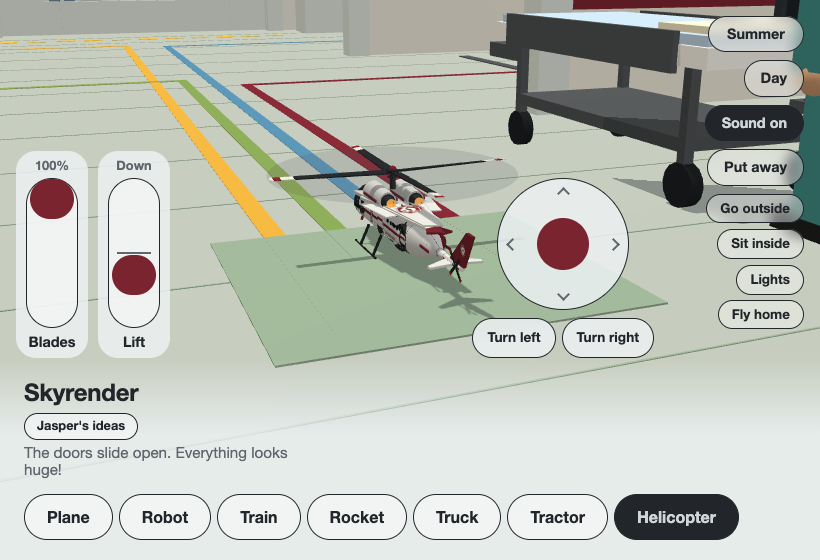 Summer
Day
Sound on
Put away
Go outside
Sit inside
Lights
Fly home
100%
Down
Blades
Lift
Turn left
Turn right
Skyrender
Jasper's ideas
The doors slide open. Everything looks
huge!
Plane
Robot
Train
Rocket
Truck
Tractor
Helicopter